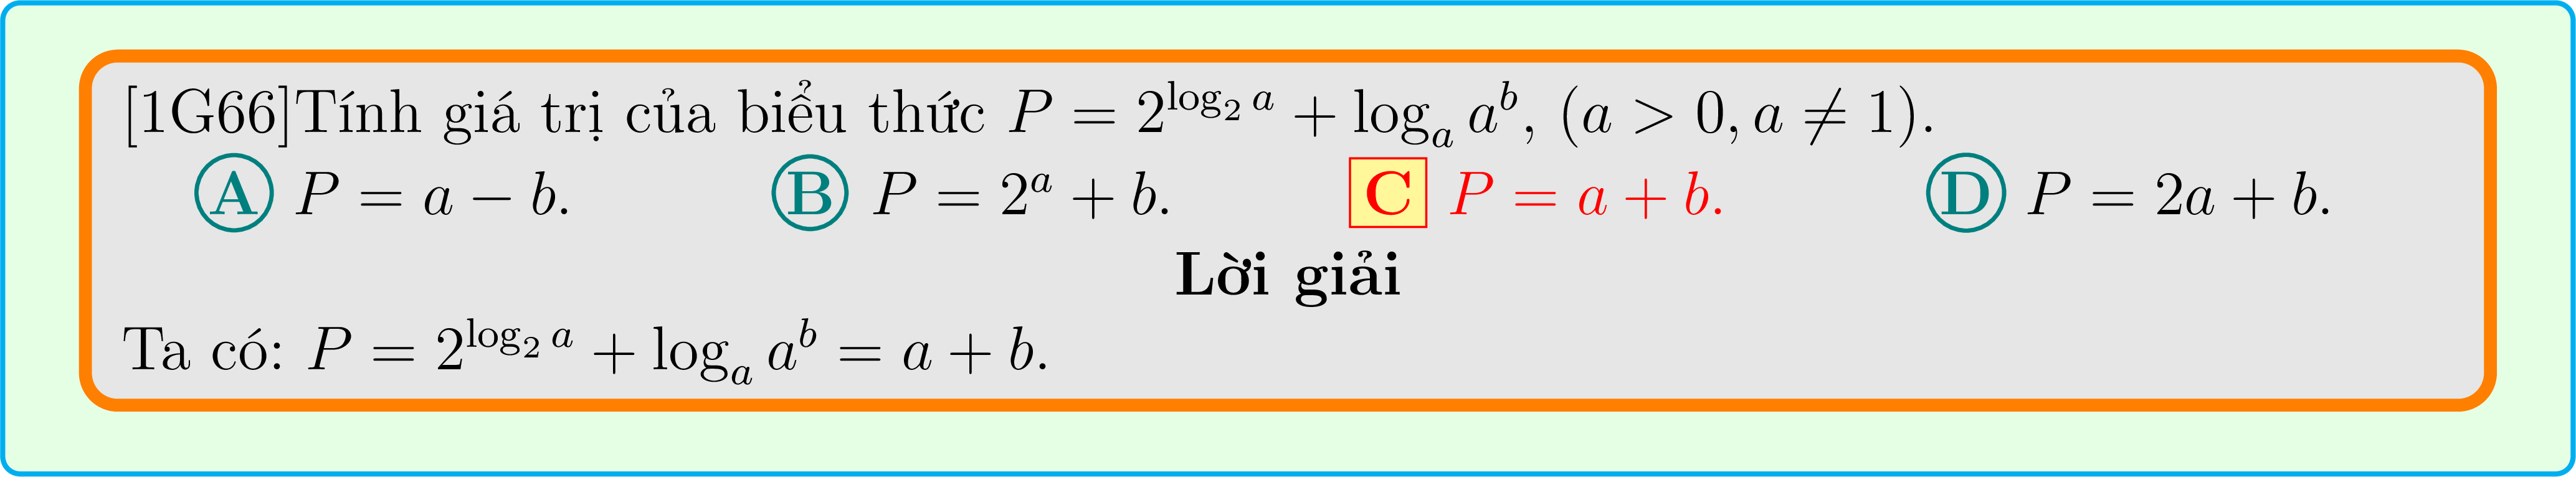 [1G66]Tính giá trị của biểu thức $P = 2^{\log_2 a} + \log_a a^b$, $(a > 0, a \neq 1)$.
A $P = a - b$. B $P = 2^a + b$. C $P = a + b$. D $P = 2a + b$.
Lời giải
Ta có: $P = 2^{\log_2 a} + \log_a a^b = a + b$.